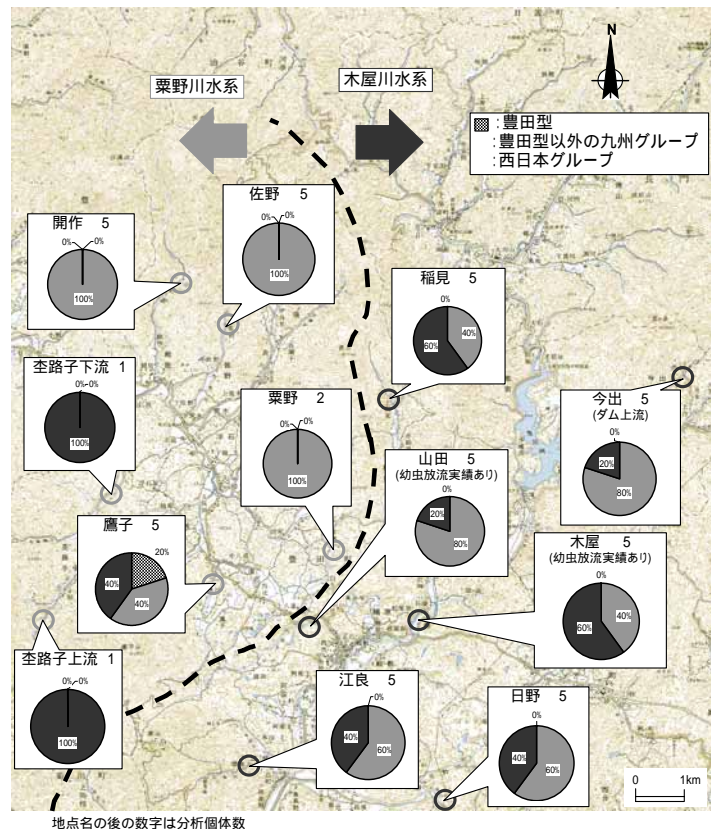 粟野川水系
木屋川水系
N
:豊田型
:豊田型以外の九州グループ
:西日本グループ
佐野 5
0% 0%
100%
開作 5
0% 0%
100%
稲見 5
0%
40%
60%
杢路子下流 1
0% 0%
100%
粟野 2
0% 0%
100%
今出 5
(ダム上流)
0%
20%
80%
山田 5
(幼虫放流実績あり)
0%
20%
80%
鷹子 5
20%
40%
40%
木屋 5
(幼虫放流実績あり)
0%
40%
60%
杢路子上流 1
0% 0%
100%
江良 5
0%
40%
60%
日野 5
0%
40%
60%
0 1km
地点名の後の数字は分析個体数